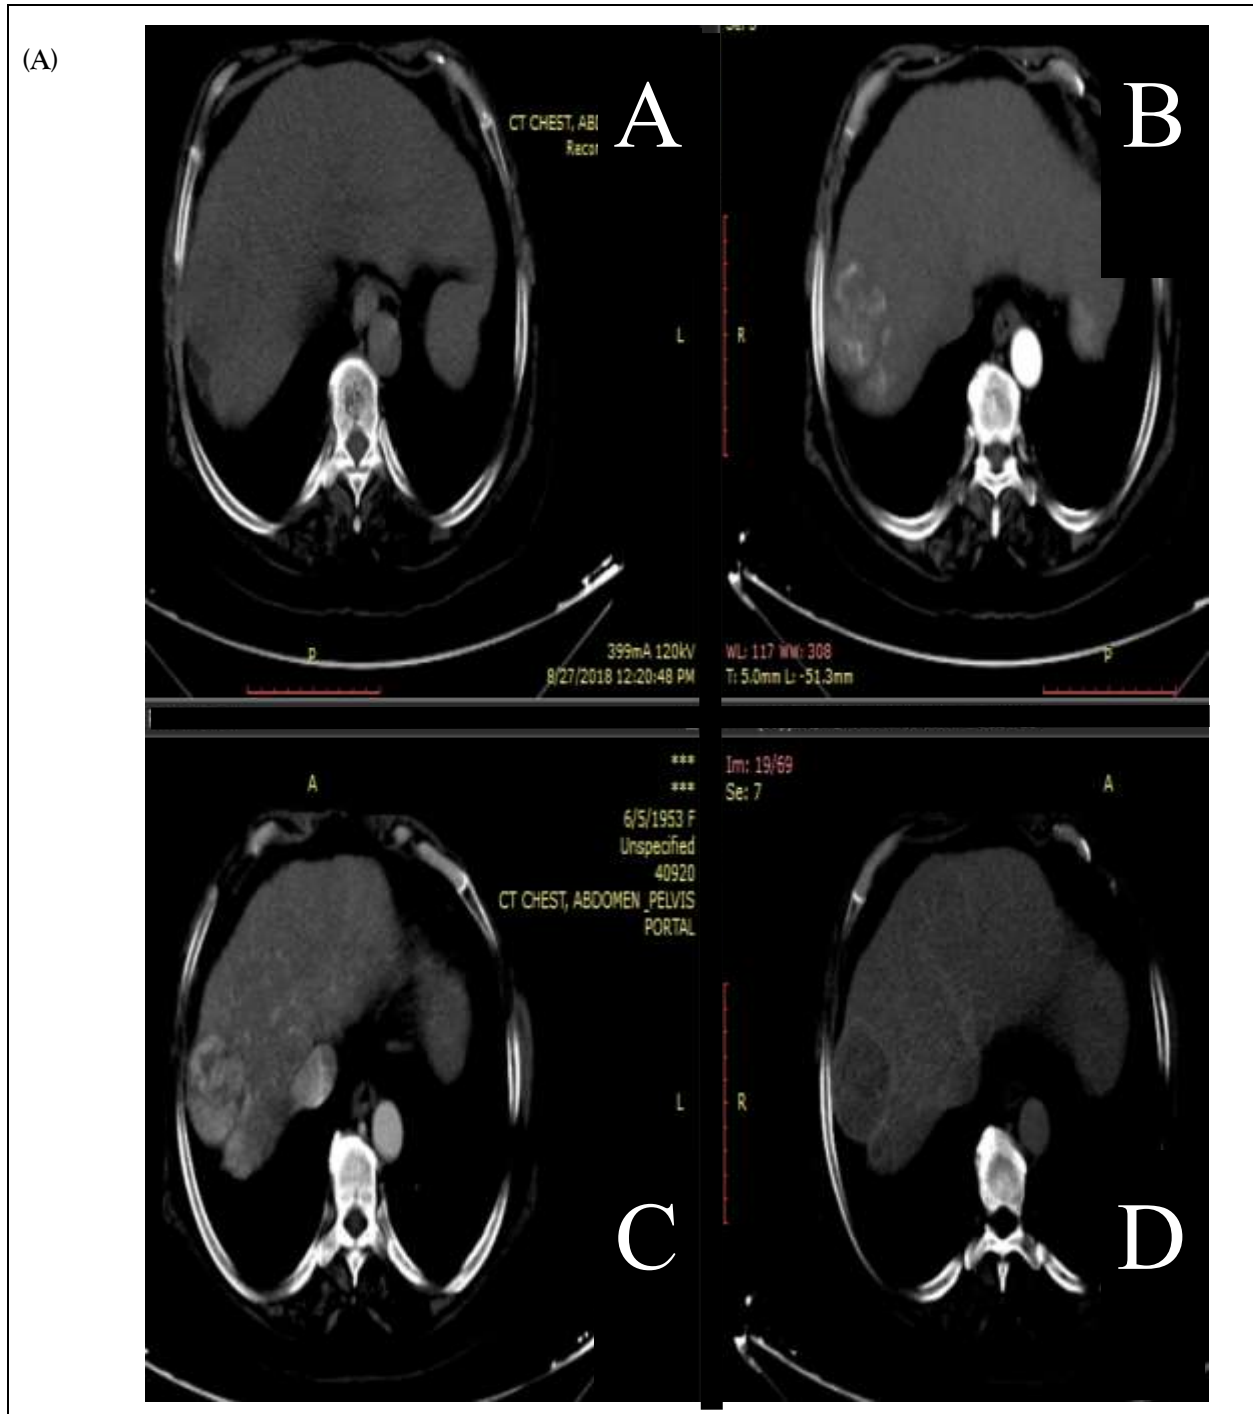 (A)
CT CHEST, ABI
A
B
L
R
P
399mA 120kV
8/27/2018 12:20:48 PM
WL: 117 WW: 308
T: 5.0mm L: -51.3mm
P
A
***
***
6/5/1953 F
Unspecified
40920
CT CHEST, ABDOMEN_PELVIS
PORTAL
Im: 19/69
Se: 7
A
L
R
C
D